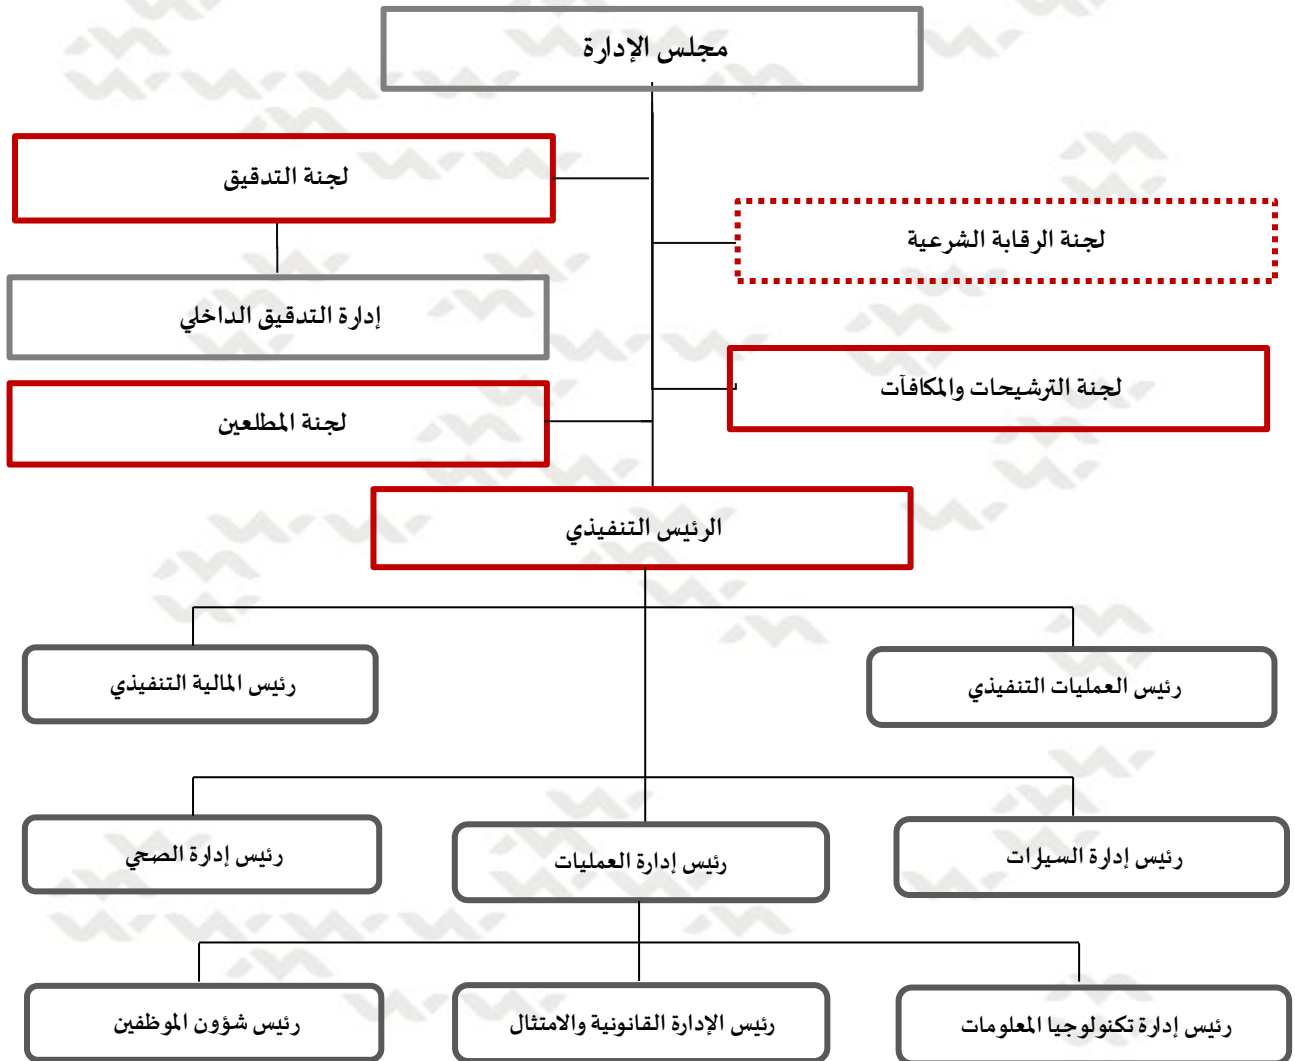 مجلس الإدارة
لجنة التدقيق
لجنة الرقابة الشرعية
إدارة التدقيق الداخلي
لجنة الترشيحات والمكافآت
لجنة المطلعين
الرئيس التنفيذي
رئيس العمليات التنفيذي
رئيس المالية التنفيذي
رئيس إدارة السيارات
رئيس إدارة العمليات
رئيس إدارة الصحي
رئيس إدارة تكنولوجيا المعلومات
رئيس الإدارة القانونية والامتثال
رئيس شؤون الموظفين